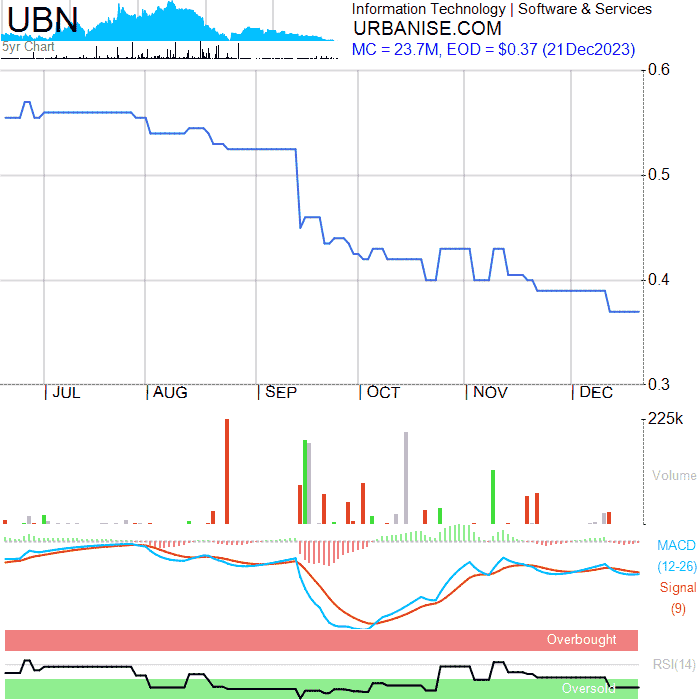 UBN
Information Technology | Software & Services
URBANISE.COM
5yr Chart
MC = 23.7M, EOD = $0.37 (21Dec2023)
0.6
0.5
0.4
0.3
JUL AUG SEP OCT NOV DEC
225k
Volume
MACD
(12-26)
Signal
(9)
Overbought
RSI(14)
Oversold